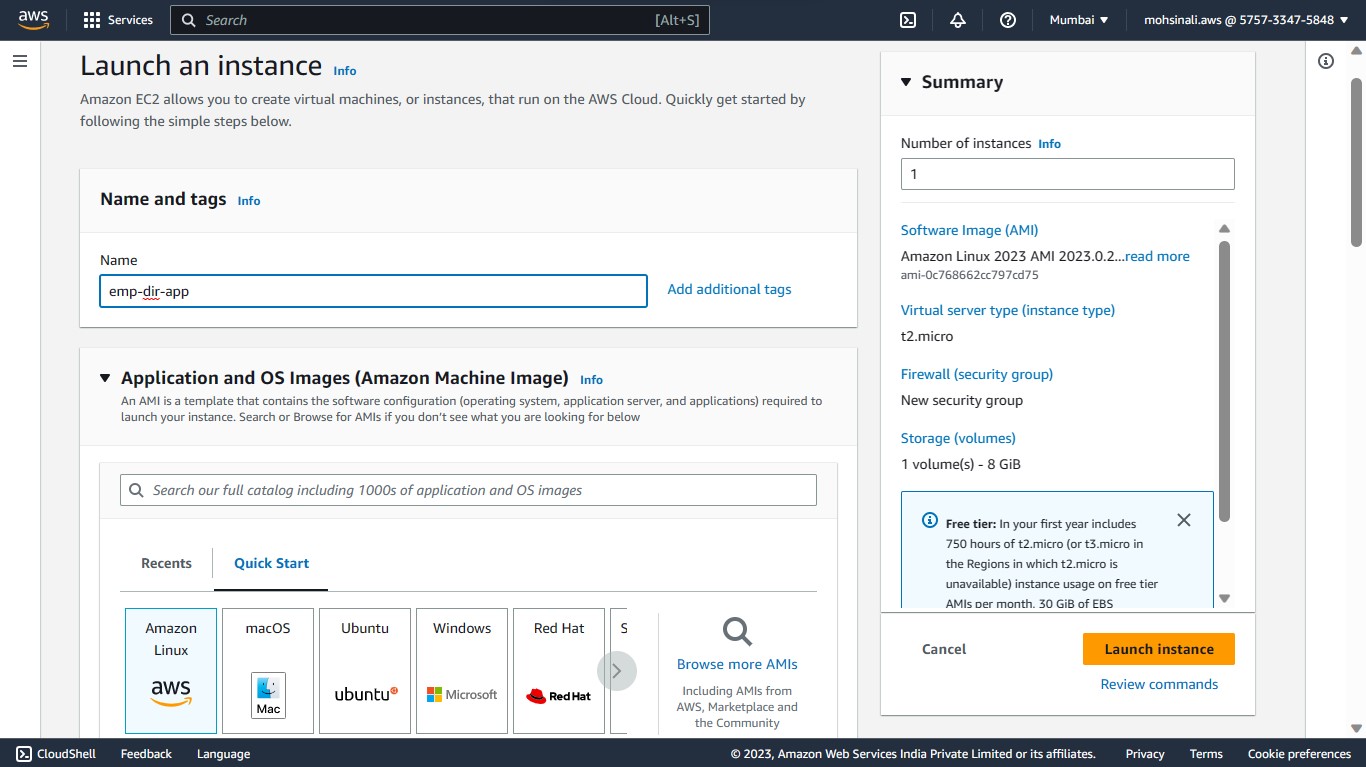 aws
Services
Search
[Alt+S]
Mumbai
mohsinali.aws @ 5757-3347-5848
Launch an instance Info
Amazon EC2 allows you to create virtual machines, or instances, that run on the AWS Cloud. Quickly get started by
following the simple steps below.
Name and tags Info
Name
emp-dir-app
Add additional tags
Application and OS Images (Amazon Machine Image) Info
An AMI is a template that contains the software configuration (operating system, application server, and applications) required to
launch your instance. Search or Browse for AMIs if you don't see what you are looking for below
Search our full catalog including 1000s of application and OS images
Recents
Quick Start
Amazon
Linux
aws
macOS
Mac
Ubuntu
ubuntu
Windows
Microsoft
Red Hat
Red Hat
S
Browse more AMIs
Including AMIs from
AWS, Marketplace and
the Community
Summary
Number of instances Info
1
Software Image (AMI)
Amazon Linux 2023 AMI 2023.0.2...read more
ami-0c768662cc797cd75
Virtual server type (instance type)
t2.micro
Firewall (security group)
New security group
Storage (volumes)
1 volume(s) - 8 GiB
Free tier: In your first year includes
750 hours of t2.micro (or t3.micro in
the Regions in which t2.micro is
unavailable) instance usage on free tier
AMIs per month, 30 GiB of EBS
Cancel
Launch instance
Review commands
CloudShell
Feedback
Language
© 2023, Amazon Web Services India Private Limited or its affiliates.
Privacy
Terms
Cookie preferences